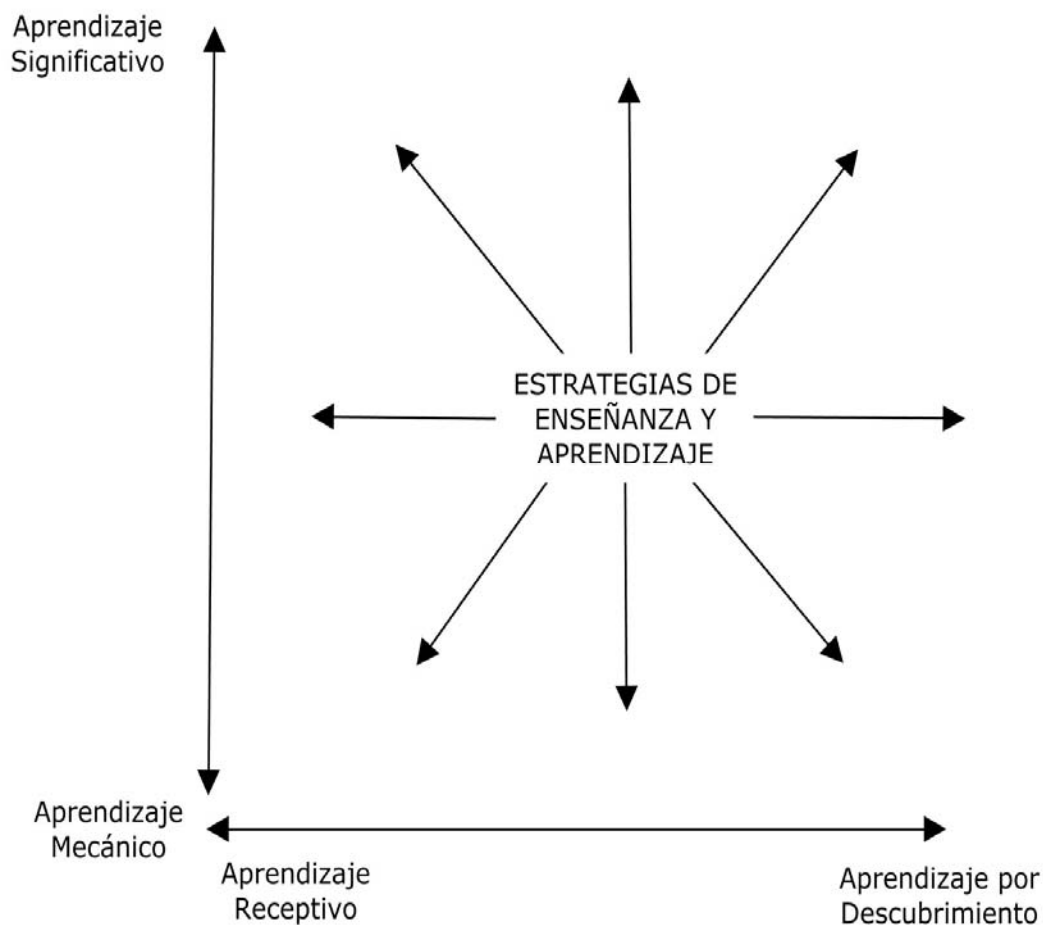 Aprendizaje
Significativo
ESTRATEGIAS DE
ENSEÑANZA Y
APRENDIZAJE
Aprendizaje
Mecánico
Aprendizaje
Receptivo
Aprendizaje por
Descubrimiento